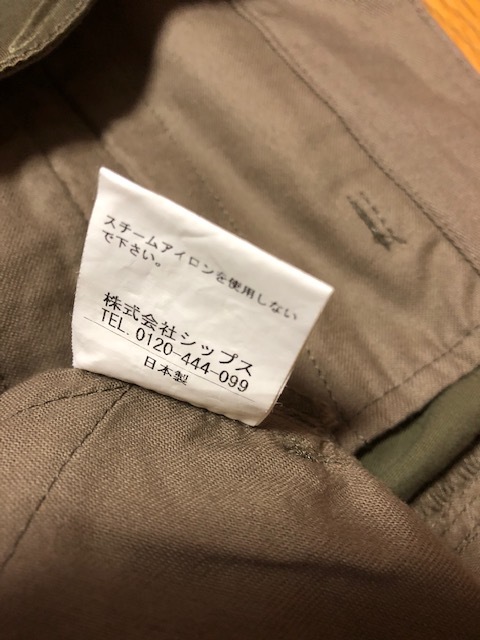 スチームアイロンを使用しない
で下さい。
株式会社シップス
TEL. 0120-444-099
日本製